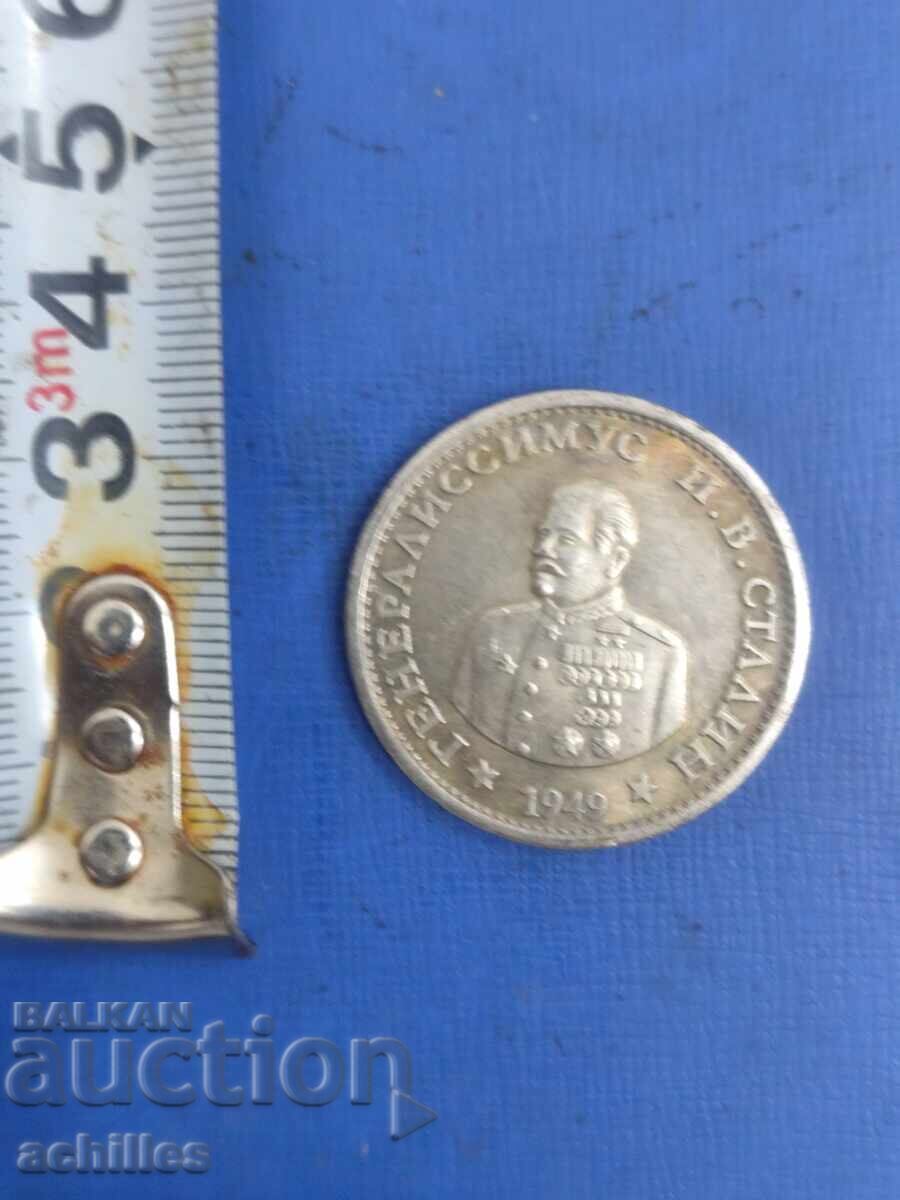 6
5
4
3m
3
ГЕНЕРАЛИССИМУС И. В. СТАЛИН
★ 1949 ★
BALKAN
auction
achilles